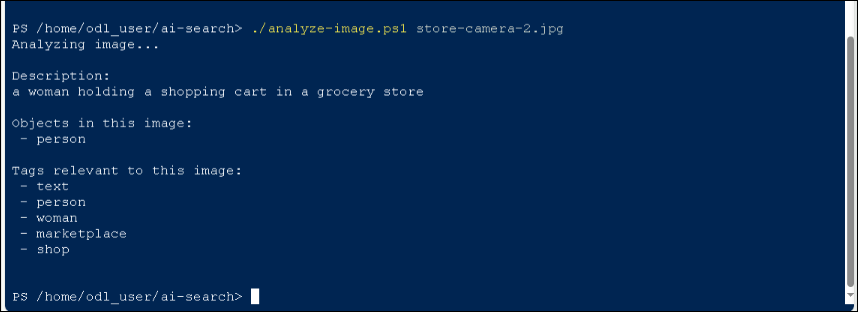 PS /home/odl_user/ai-search> ./analyze-image.ps1 store-camera-2.jpg
Analyzing image...
Description:
a woman holding a shopping cart in a grocery store
Objects in this image:
- person
Tags relevant to this image:
- text
- person
- woman
- marketplace
- shop
PS /home/odl_user/ai-search>